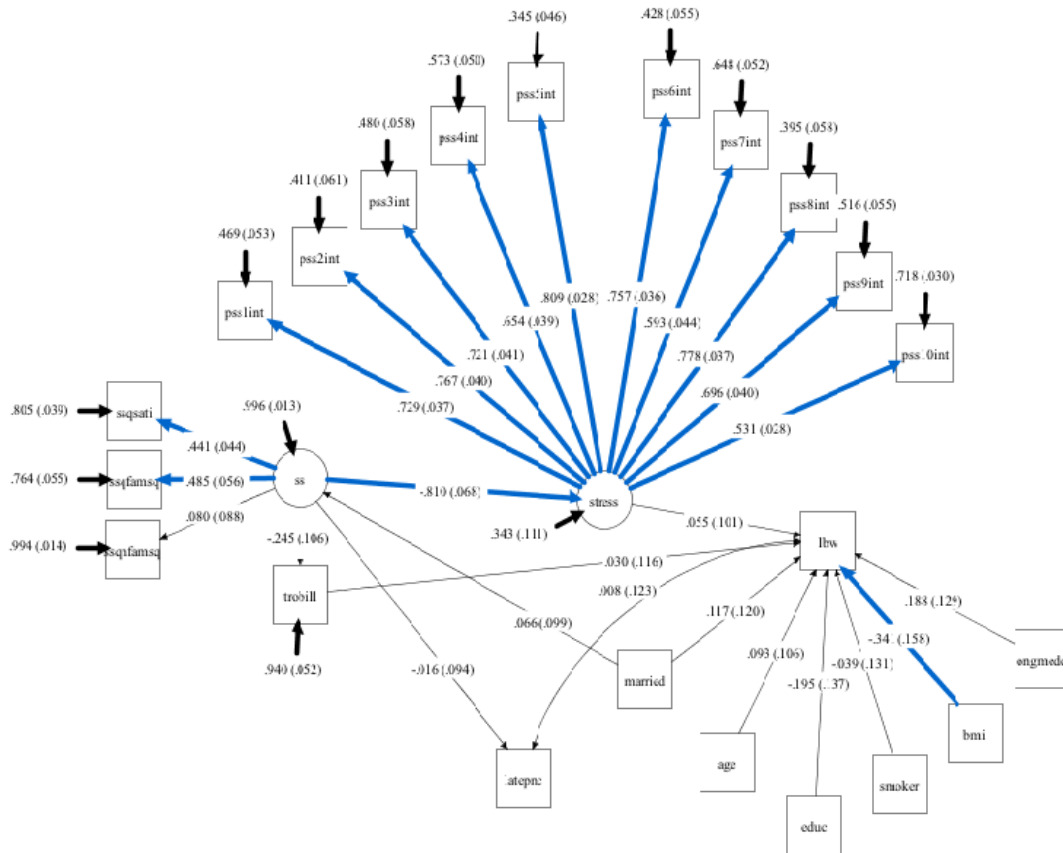 .345 (.046)
.428 (.055)
.573 (.050)
.648 (.052)
pss6int
pss4int
pss7int
.480 (.058)
.395 (.058)
pss3int
pss8int
.411 (.061)
.516 (.055)
pss2int
pss9int
.469 (.053)
.718 (.030)
pss1int
.809 (.028)
.757 (.036)
.654 (.039)
.593 (.044)
.721 (.041)
.778 (.037)
.767 (.040)
.696 (.040)
.729 (.037)
.531 (.028)
.805 (.039)
ssqsati
.996 (.013)
.441 (.044)
.764 (.055)
ssqfamsq
.485 (.056)
ss
-.810 (.068)
stress
.080 (.088)
.343 (.111)
.055 (.101)
lbw
.994 (.014)
-.245 (.106)
.030 (.116)
trobill
.008 (.123)
.066 (.099)
.117 (.120)
.188 (.129)
.940 (.052)
-.016 (.094)
married
.093 (.106)
-.039 (.131)
age
bmi
smoker
educ